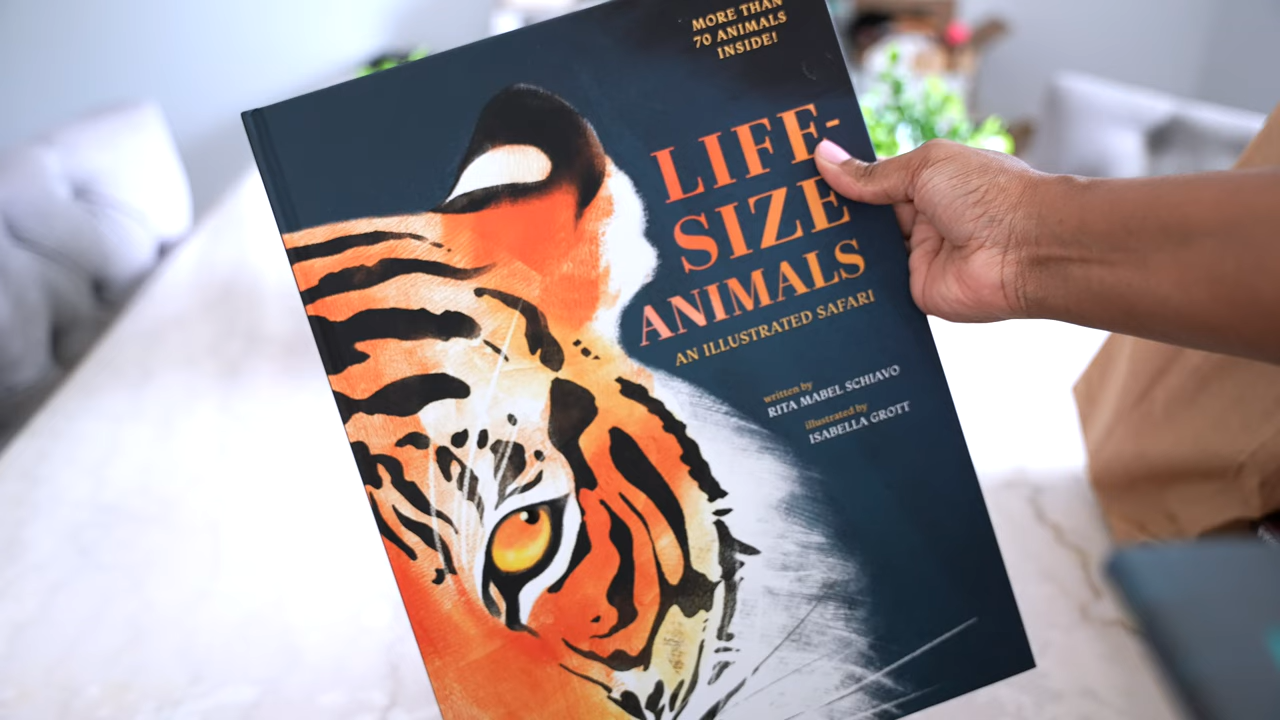 MORE THAN
70 ANIMALS
INSIDE!
LIFE-
SIZE
ANIMALS
AN ILLUSTRATED SAFARI
written by
RITA MABEL SCHIAVO
illustrated by
ISABELLA GROTT